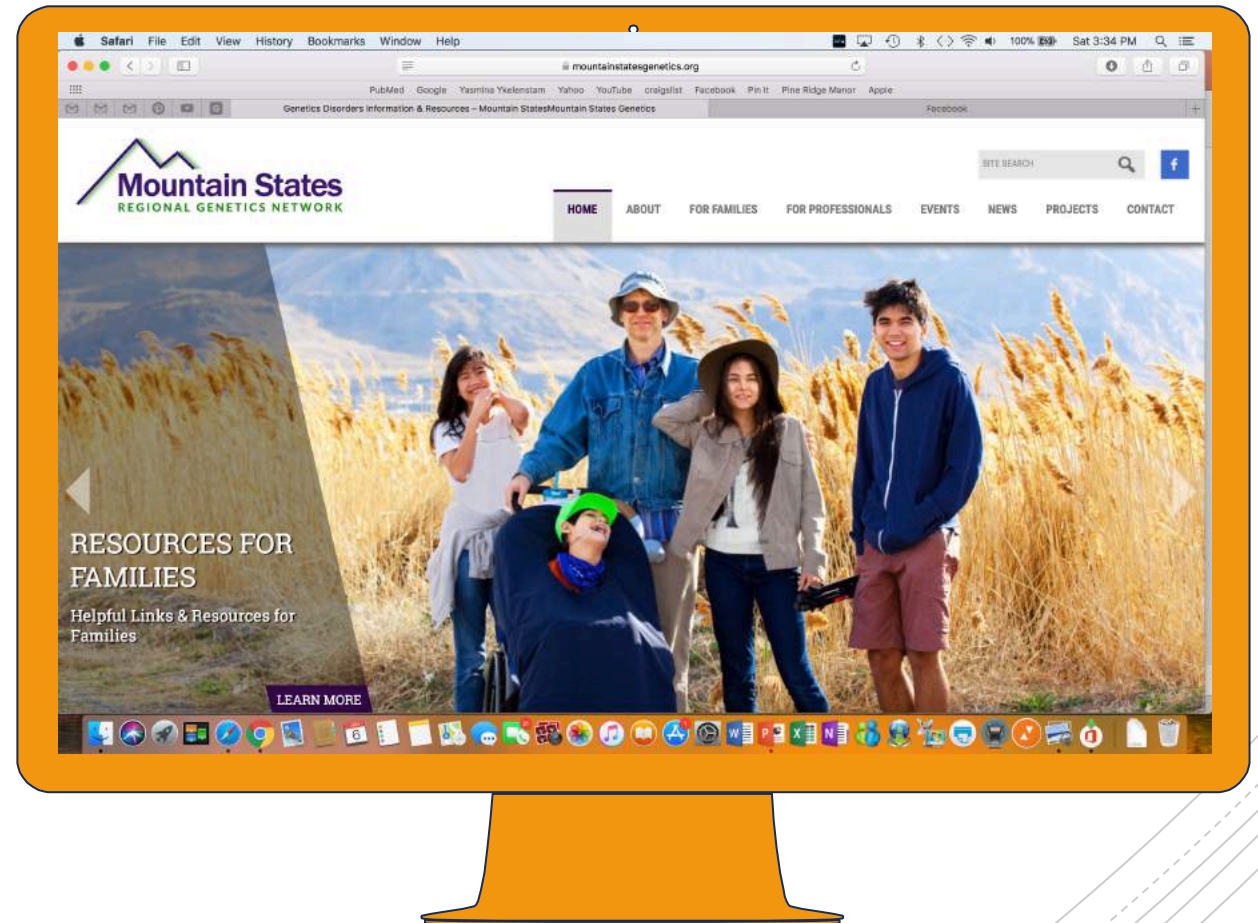 Safari File Edit View History Bookmarks Window Help 100% Sat 3:34 PM
mountainstatesgenetics.org
PubMed Google Yasmina Ykelenstam Yahoo YouTube craigslist Facebook Pin It Pine Ridge Manor Apple
Genetics Disorders Information & Resources – Mountain StatesMountain States Genetics Facebook
SITE SEARCH f
Mountain States
REGIONAL GENETICS NETWORK
HOME ABOUT FOR FAMILIES FOR PROFESSIONALS EVENTS NEWS PROJECTS CONTACT
RESOURCES FOR
FAMILIES
Helpful Links & Resources for
Families
LEARN MORE
6
W P X N